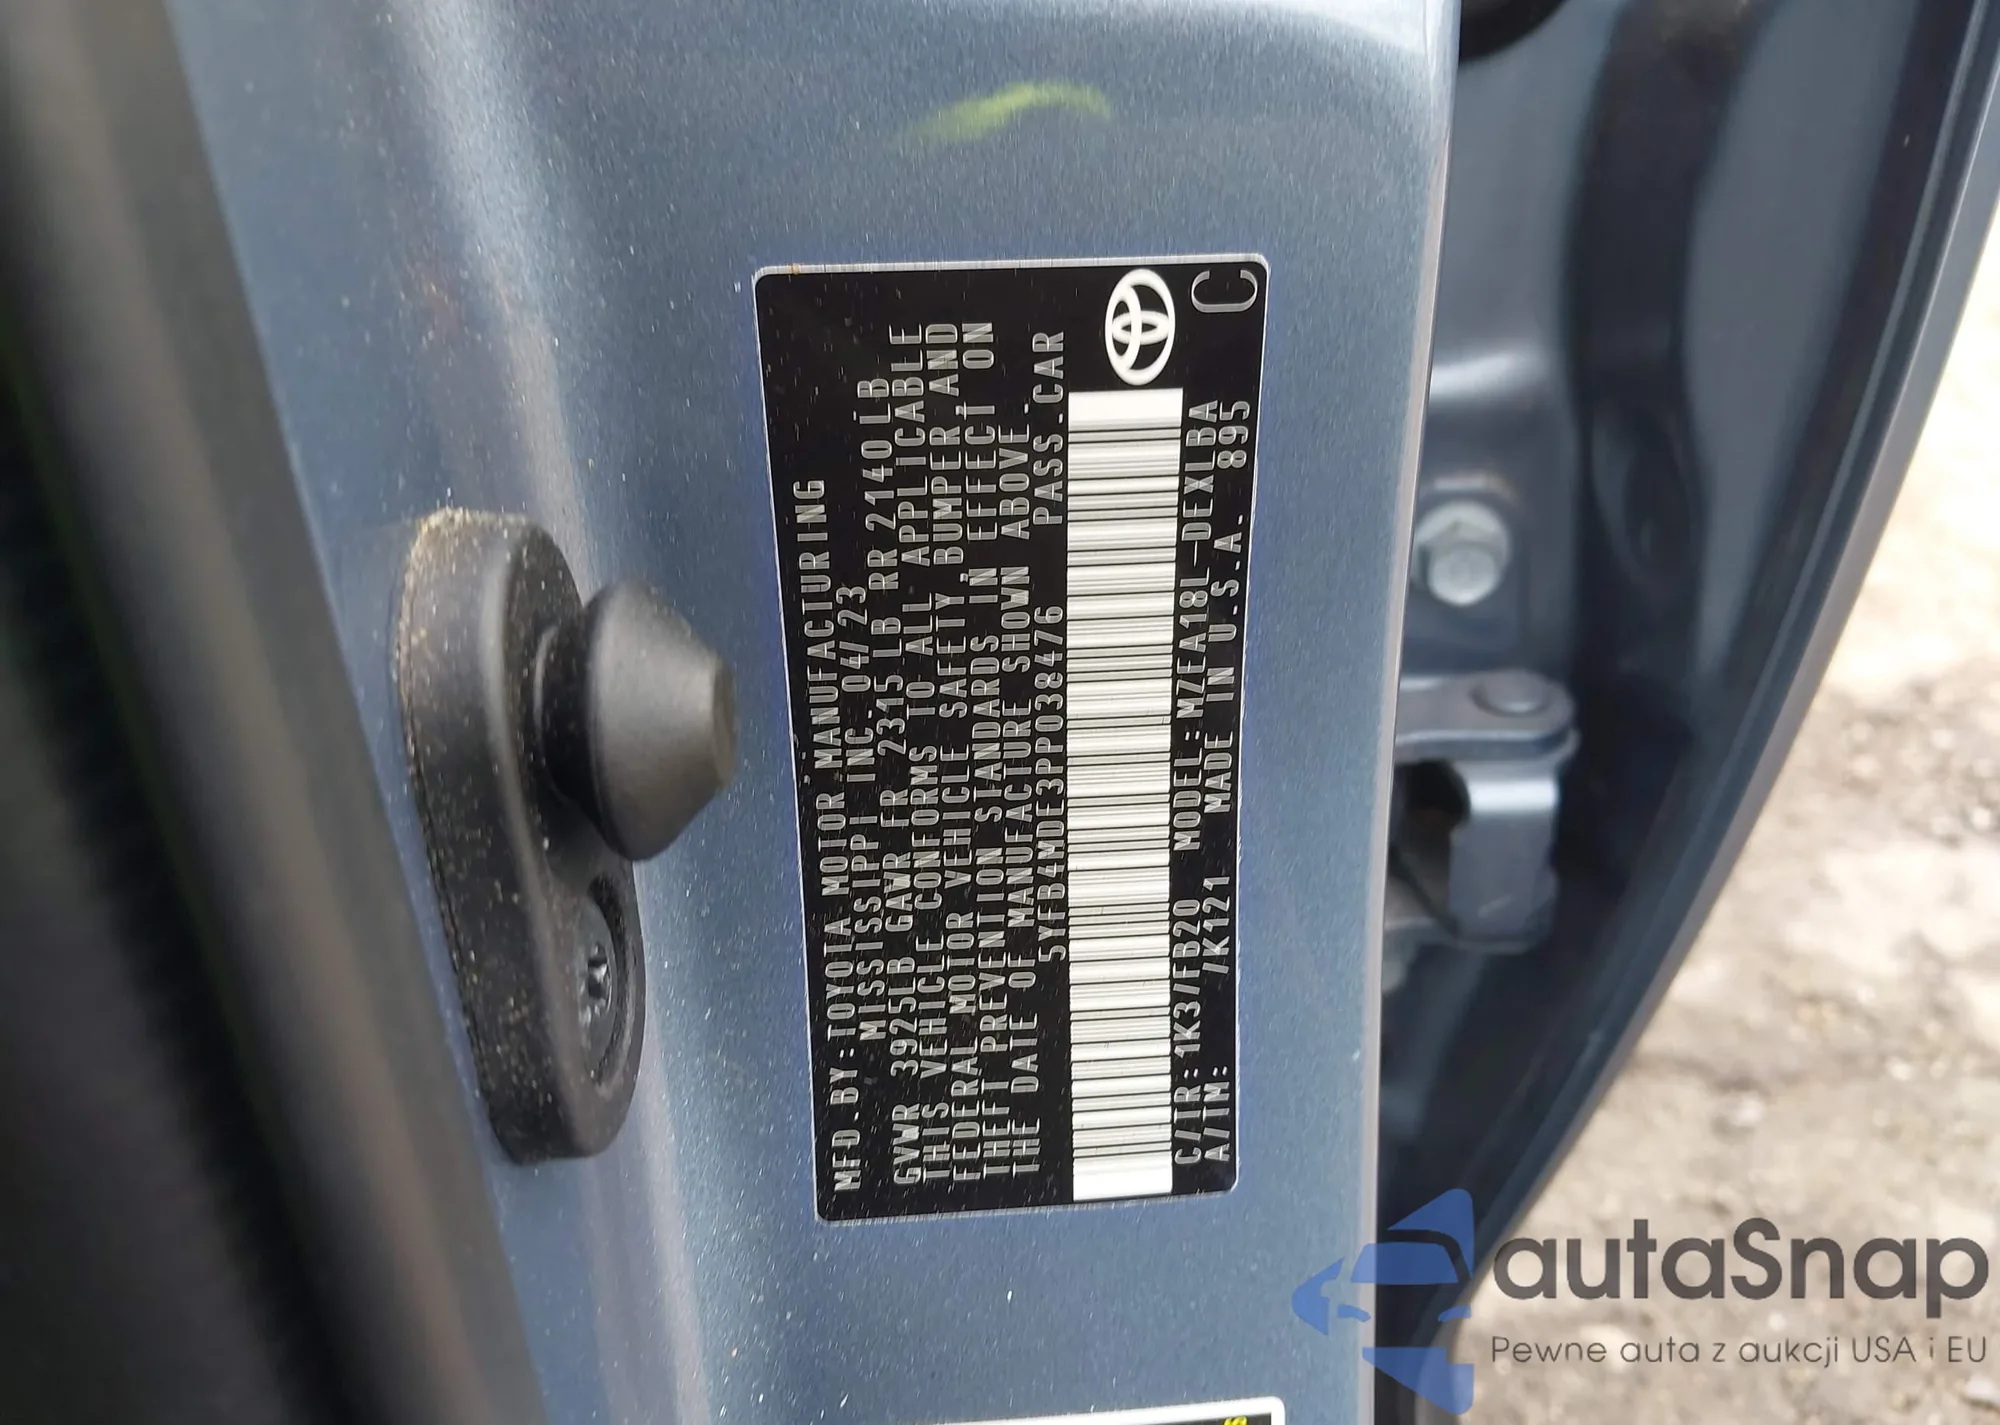 MFD.BY:TOYOTA MOTOR MANUFACTURING,
MISSISSIPPI INC. 04/23
GVWR 3925LB GAWR FR 2315 LB RR 2140LB
THIS VEHICLE CONFORMS TO ALL APPLICABLE
FEDERAL MOTOR VEHICLE SAFETY,BUMPER,AND
THEFT PREVENTION STANDARDS IN EFFECT ON
THE DATE OF MANUFACTURE SHOWN ABOVE.
5YFB4MDE3PP038476 PASS.CAR
C/TR:1K3/FB20 MODEL:MZEA18L-DEXLBA
A/TM: /K121 MADE IN U.S.A. 895
C
autaSnap
Pewne auta z aukcji USA i EU